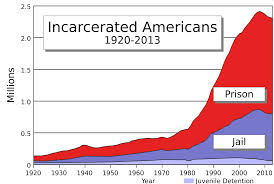 Incarcerated Americans
1920-2013
2.5
2.0
1.5
1.0
0.5
0
Millions
Prison
Jail
1920 1930 1940 1950 1960 1970 1980 1990 2000 2010
Year
Juvenile Detention